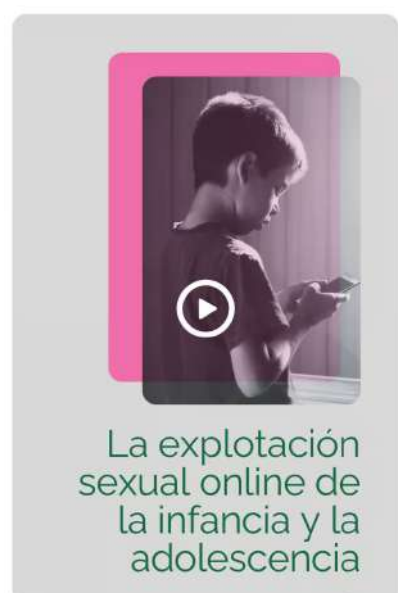 La explotación
sexual online de
la infancia y la
adolescencia